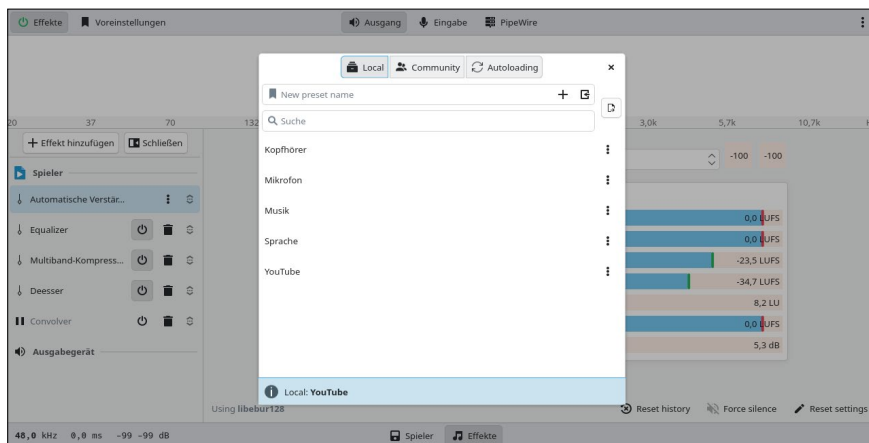 Effekte Voreinstellungen Ausgang Eingabe PipeWire
Local Community Autoloading
New preset name
Suche
20 37 70 132 3,0k 5,7k 10,7k
Effekt hinzufügen Schließen
-100 -100
Spieler
Automatische Verstär...
Equalizer
Multiband-Kompress...
Deesser
Convolver
Ausgabegerät
Kopfhörer
Mikrofon
Musik
Sprache
YouTube
0,0 LUFS
0,0 LUFS
-23,5 LUFS
-34,7 LUFS
8,2 LU
0,0 LUFS
5,3 dB
Local: YouTube
Using libebur128
Reset history Force silence Reset settings
48,0 kHz 0,0 ms -99 -99 dB Spieler Effekte